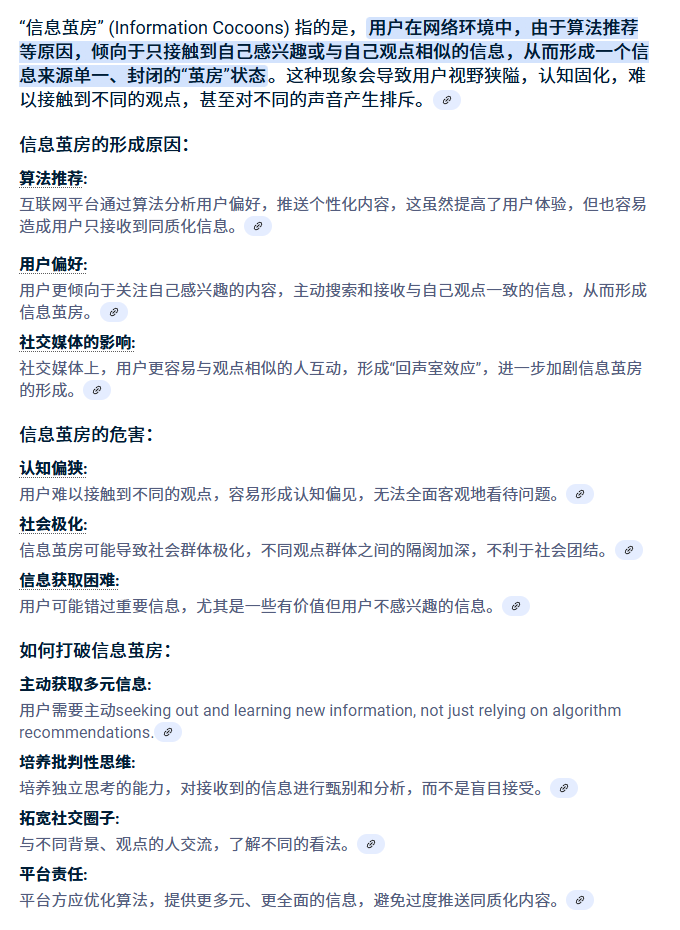 “信息茧房” (Information Cocoons) 指的是，用户在网络环境中，由于算法推荐
等原因，倾向于只接触到自己感兴趣或与自己观点相似的信息，从而形成一个信
息来源单一、封闭的“茧房”状态。这种现象会导致用户视野狭隘，认知固化，难
以接触到不同的观点，甚至对不同的声音产生排斥。
信息茧房的形成原因：
算法推荐:
互联网平台通过算法分析用户偏好，推送个性化内容，这虽然提高了用户体验，但也容易
造成用户只接收到同质化信息。
用户偏好:
用户更倾向于关注自己感兴趣的内容，主动搜索和接收与自己观点一致的信息，从而形成
信息茧房。
社交媒体的影响:
社交媒体上，用户更容易与观点相似的人互动，形成“回声室效应”，进一步加剧信息茧房
的形成。
信息茧房的危害：
认知偏狭:
用户难以接触到不同的观点，容易形成认知偏见，无法全面客观地看待问题。
社会极化:
信息茧房可能导致社会群体极化，不同观点群体之间的隔阂加深，不利于社会团结。
信息获取困难:
用户可能错过重要信息，尤其是一些有价值但用户不感兴趣的信息。
如何打破信息茧房：
主动获取多元信息:
用户需要主动seeking out and learning new information, not just relying on algorithm
recommendations.
培养批判性思维:
培养独立思考的能力，对接收到的信息进行甄别和分析，而不是盲目接受。
拓宽社交圈子:
与不同背景、观点的人交流，了解不同的看法。
平台责任:
平台方应优化算法，提供更多元、更全面的信息，避免过度推送同质化内容。